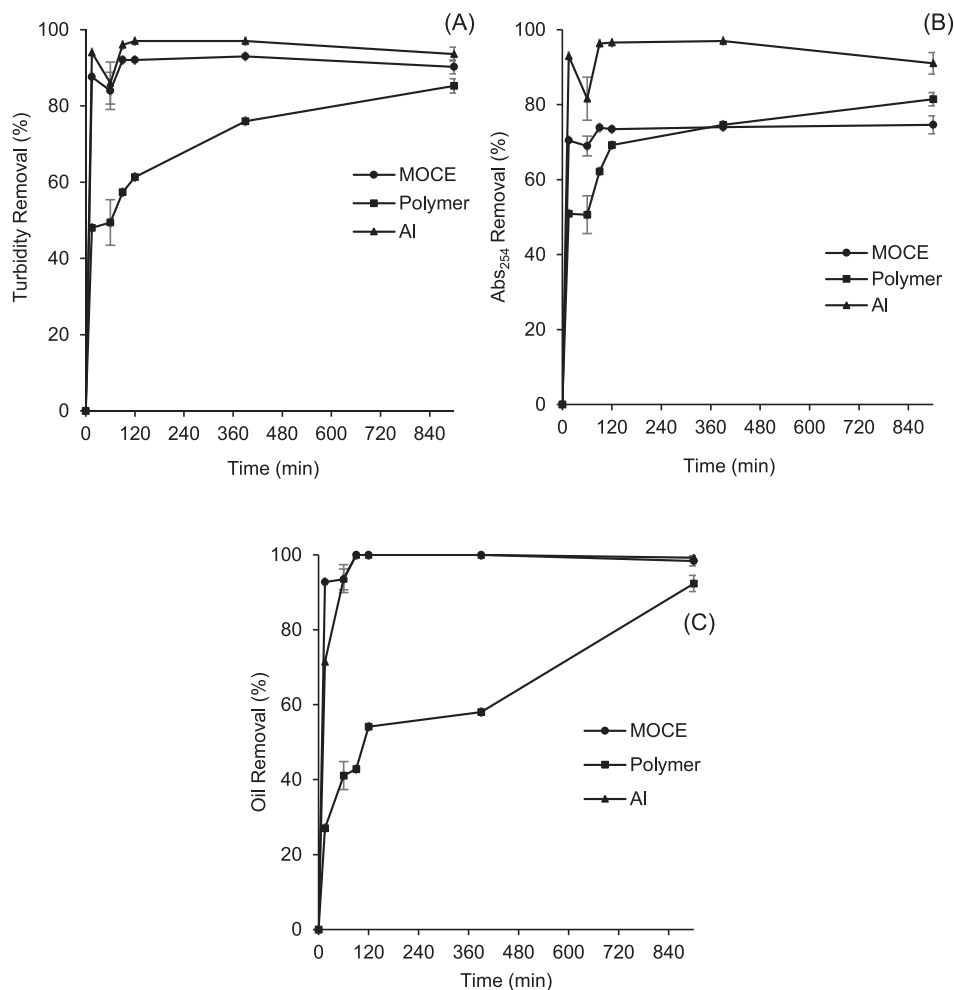 (A)
Turbidity Removal (%)
100
80
60
40
20
0
MOCE
Polymer
Al
0 120 240 360 480 600 720 840
Time (min)
(B)
Abs254 Removal (%)
100
80
60
40
20
0
MOCE
Polymer
Al
0 120 240 360 480 600 720 840
Time (min)
(C)
Oil Removal (%)
100
80
60
40
20
0
MOCE
Polymer
Al
0 120 240 360 480 600 720 840
Time (min)